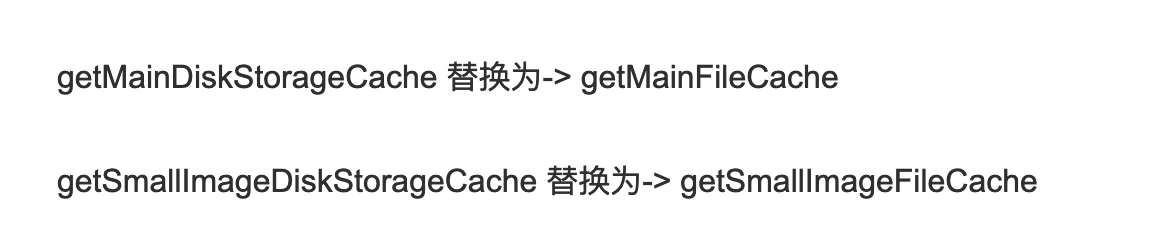 getMainDiskStorageCache 替换为-> getMainFileCache
getSmallImageDiskStorageCache 替换为-> getSmallImageFileCache